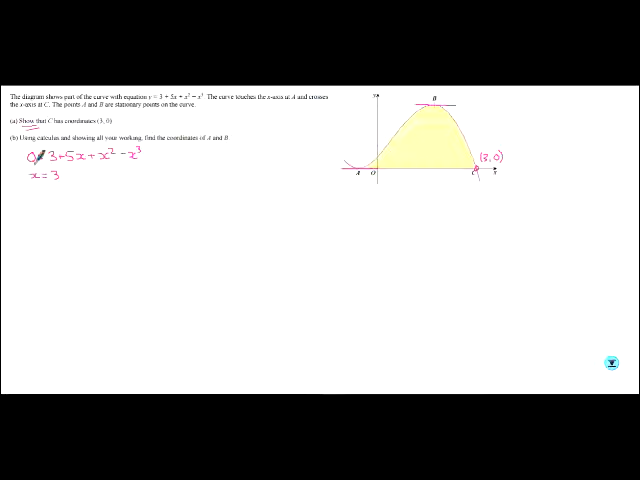 The diagram shows part of the curve with equation y = 3 + 5x + x² − x³ The curve touches the x-axis at A and crosses
the x-axis at C. The points A and B are stationary points on the curve.
(a) Show that C has coordinates (3, 0)
(b) Using calculus and showing all your working, find the coordinates of A and B
0 = 3 + 5x + x² − x³
x = 3
y
B
(3, 0)
A O C x